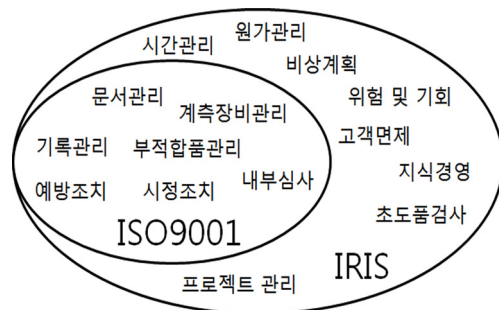 원가관리
시간관리
비상계획
문서관리
위험 및 기회
계측장비관리
고객면제
기록관리
부적합품관리
지식경영
내부심사
예방조치
시정조치
초도품검사
ISO9001
IRIS
프로젝트 관리